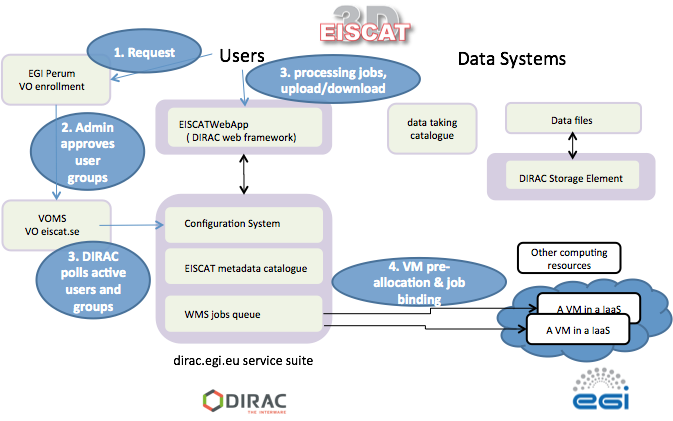 3D
EISCAT
1. Request
Users
Data Systems
EGI Perum
VO enrollment
3. processing jobs,
upload/download
EISCATWebApp
( DIRAC web framework)
data taking
catalogue
Data files
2. Admin
approves
user
groups
DIRAC Storage Element
VOMS
VO eiscat.se
Configuration System
3. DIRAC
polls active
users and
groups
EISCAT metadata catalogue
4. VM pre-
allocation & job
binding
Other computing
resources
WMS jobs queue
A VM in a IaaS
A VM in a IaaS
dirac.egi.eu service suite
DIRAC
THE INTERWARE
egi